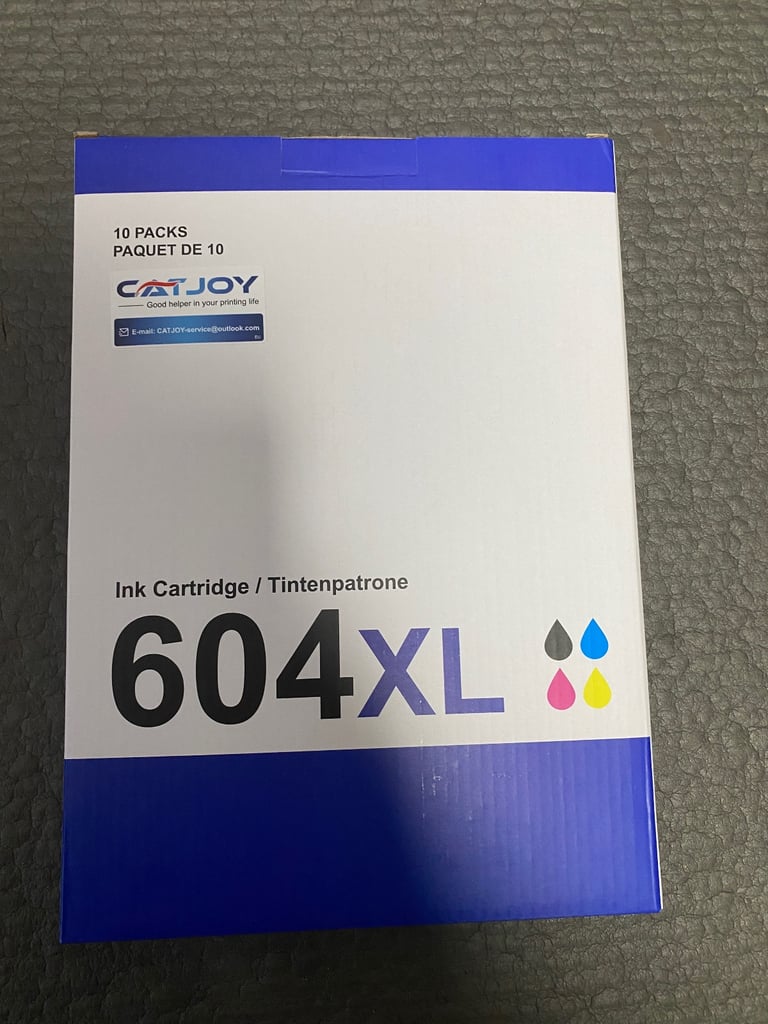 10 PACKS
PAQUET DE 10
CATJOY
Good helper in your printing life
E-mail: CATJOY-service@outlook.com
Ink Cartridge / Tintenpatrone
604XL